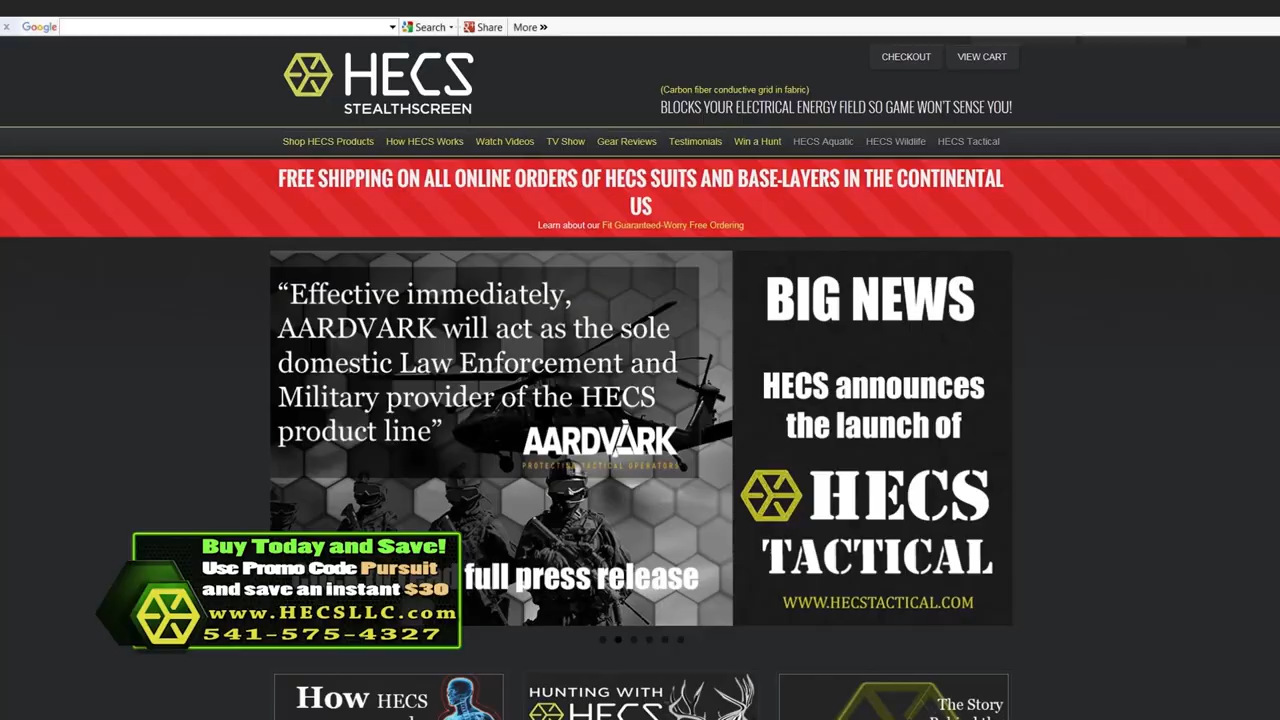 x Google Search Share More »
CHECKOUT VIEW CART
HECS
STEALTHSCREEN
(Carbon fiber conductive grid in fabric)
BLOCKS YOUR ELECTRICAL ENERGY FIELD SO GAME WON'T SENSE YOU!
Shop HECS Products How HECS Works Watch Videos TV Show Gear Reviews Testimonials Win a Hunt HECS Aquatic HECS Wildlife HECS Tactical
FREE SHIPPING ON ALL ONLINE ORDERS OF HECS SUITS AND BASE-LAYERS IN THE CONTINENTAL
US
Learn about our Fit Guaranteed-Worry Free Ordering
“Effective immediately,
AARDVARK will act as the sole
domestic Law Enforcement and
Military provider of the HECS
product line”
AARDVARK
PROTECTING TACTICAL OPERATORS
full press release
BIG NEWS
HECS announces
the launch of
HECS
TACTICAL
WWW.HECSTACTICAL.COM
Buy Today and Save!
Use Promo Code Pursuit
and save an instant $30
www.HECSLLC.com
541-575-4327
How HECS
HUNTING WITH
HECS
The Story